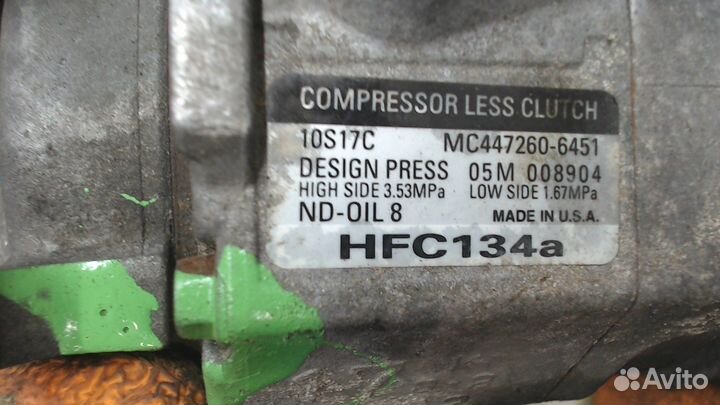 COMPRESSOR LESS CLUTCH
10S17C MC447260-6451
DESIGN PRESS 05M 008904
HIGH SIDE 3.53MPa LOW SIDE 1.67MPa
ND-OIL 8 MADE IN U.S.A.
HFC134a
Avito